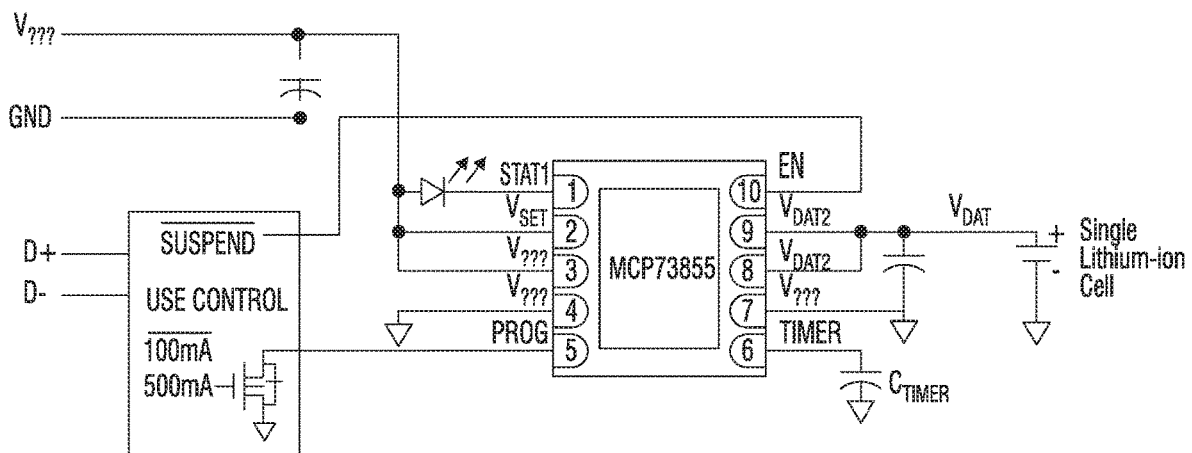 V???
GND
D+
D-
SUSPEND
USE CONTROL
100mA
500mA
STAT1
VSET
V???
V???
PROG
1
2
3
4
5
MCP73855
10
9
8
7
6
EN
VDAT2
VDAT2
V???
TIMER
VDAT
+
-
Single
Lithium-ion
Cell
CTIMER